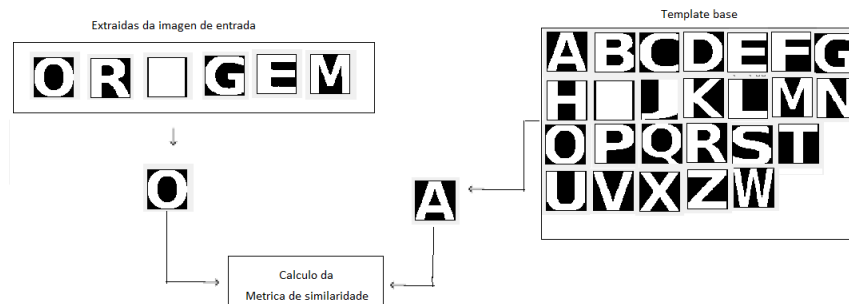 Extraidas da imagen de entrada
O R I G E M
Template base
A B C D E F G
H I J K L M N
O P Q R S T
U V X Z W
O
A
Calculo da
Metrica de similaridade